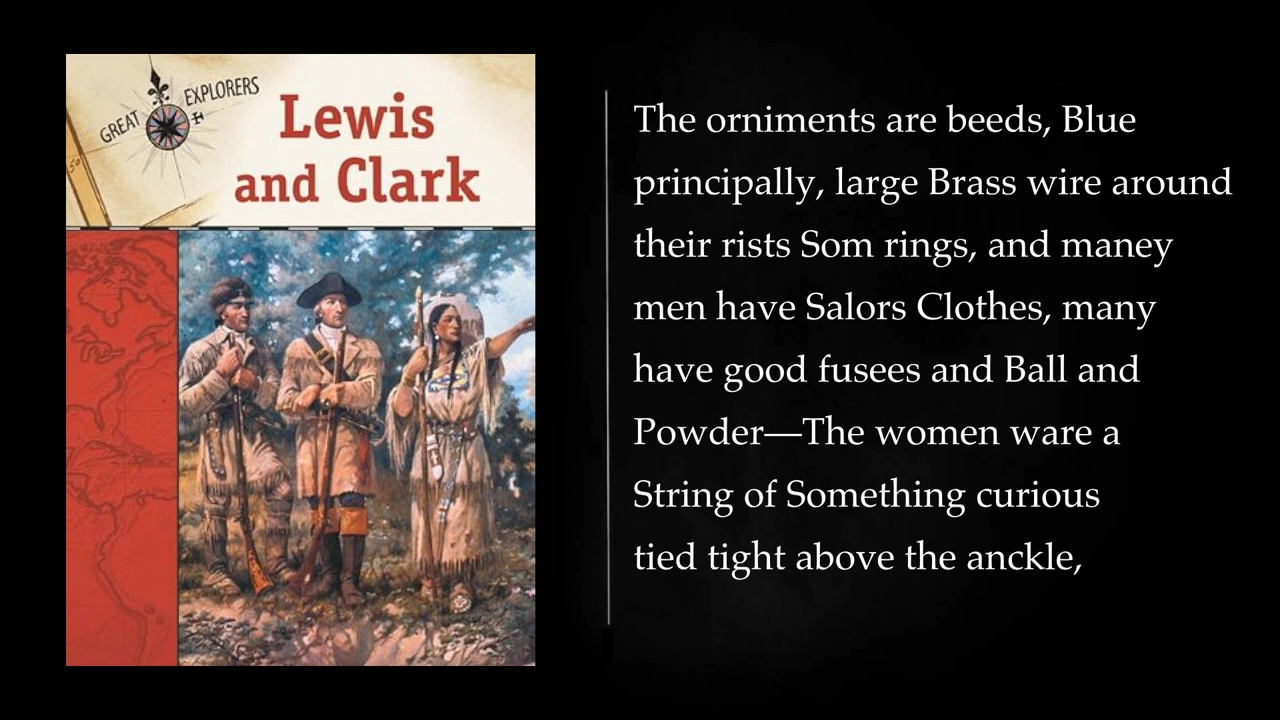 GREAT EXPLORERS
Lewis
and Clark
The orniments are beeds, Blue
principally, large Brass wire around
their rists Som rings, and maney
men have Salors Clothes, many
have good fusees and Ball and
Powder—The women ware a
String of Something curious
tied tight above the anckle,